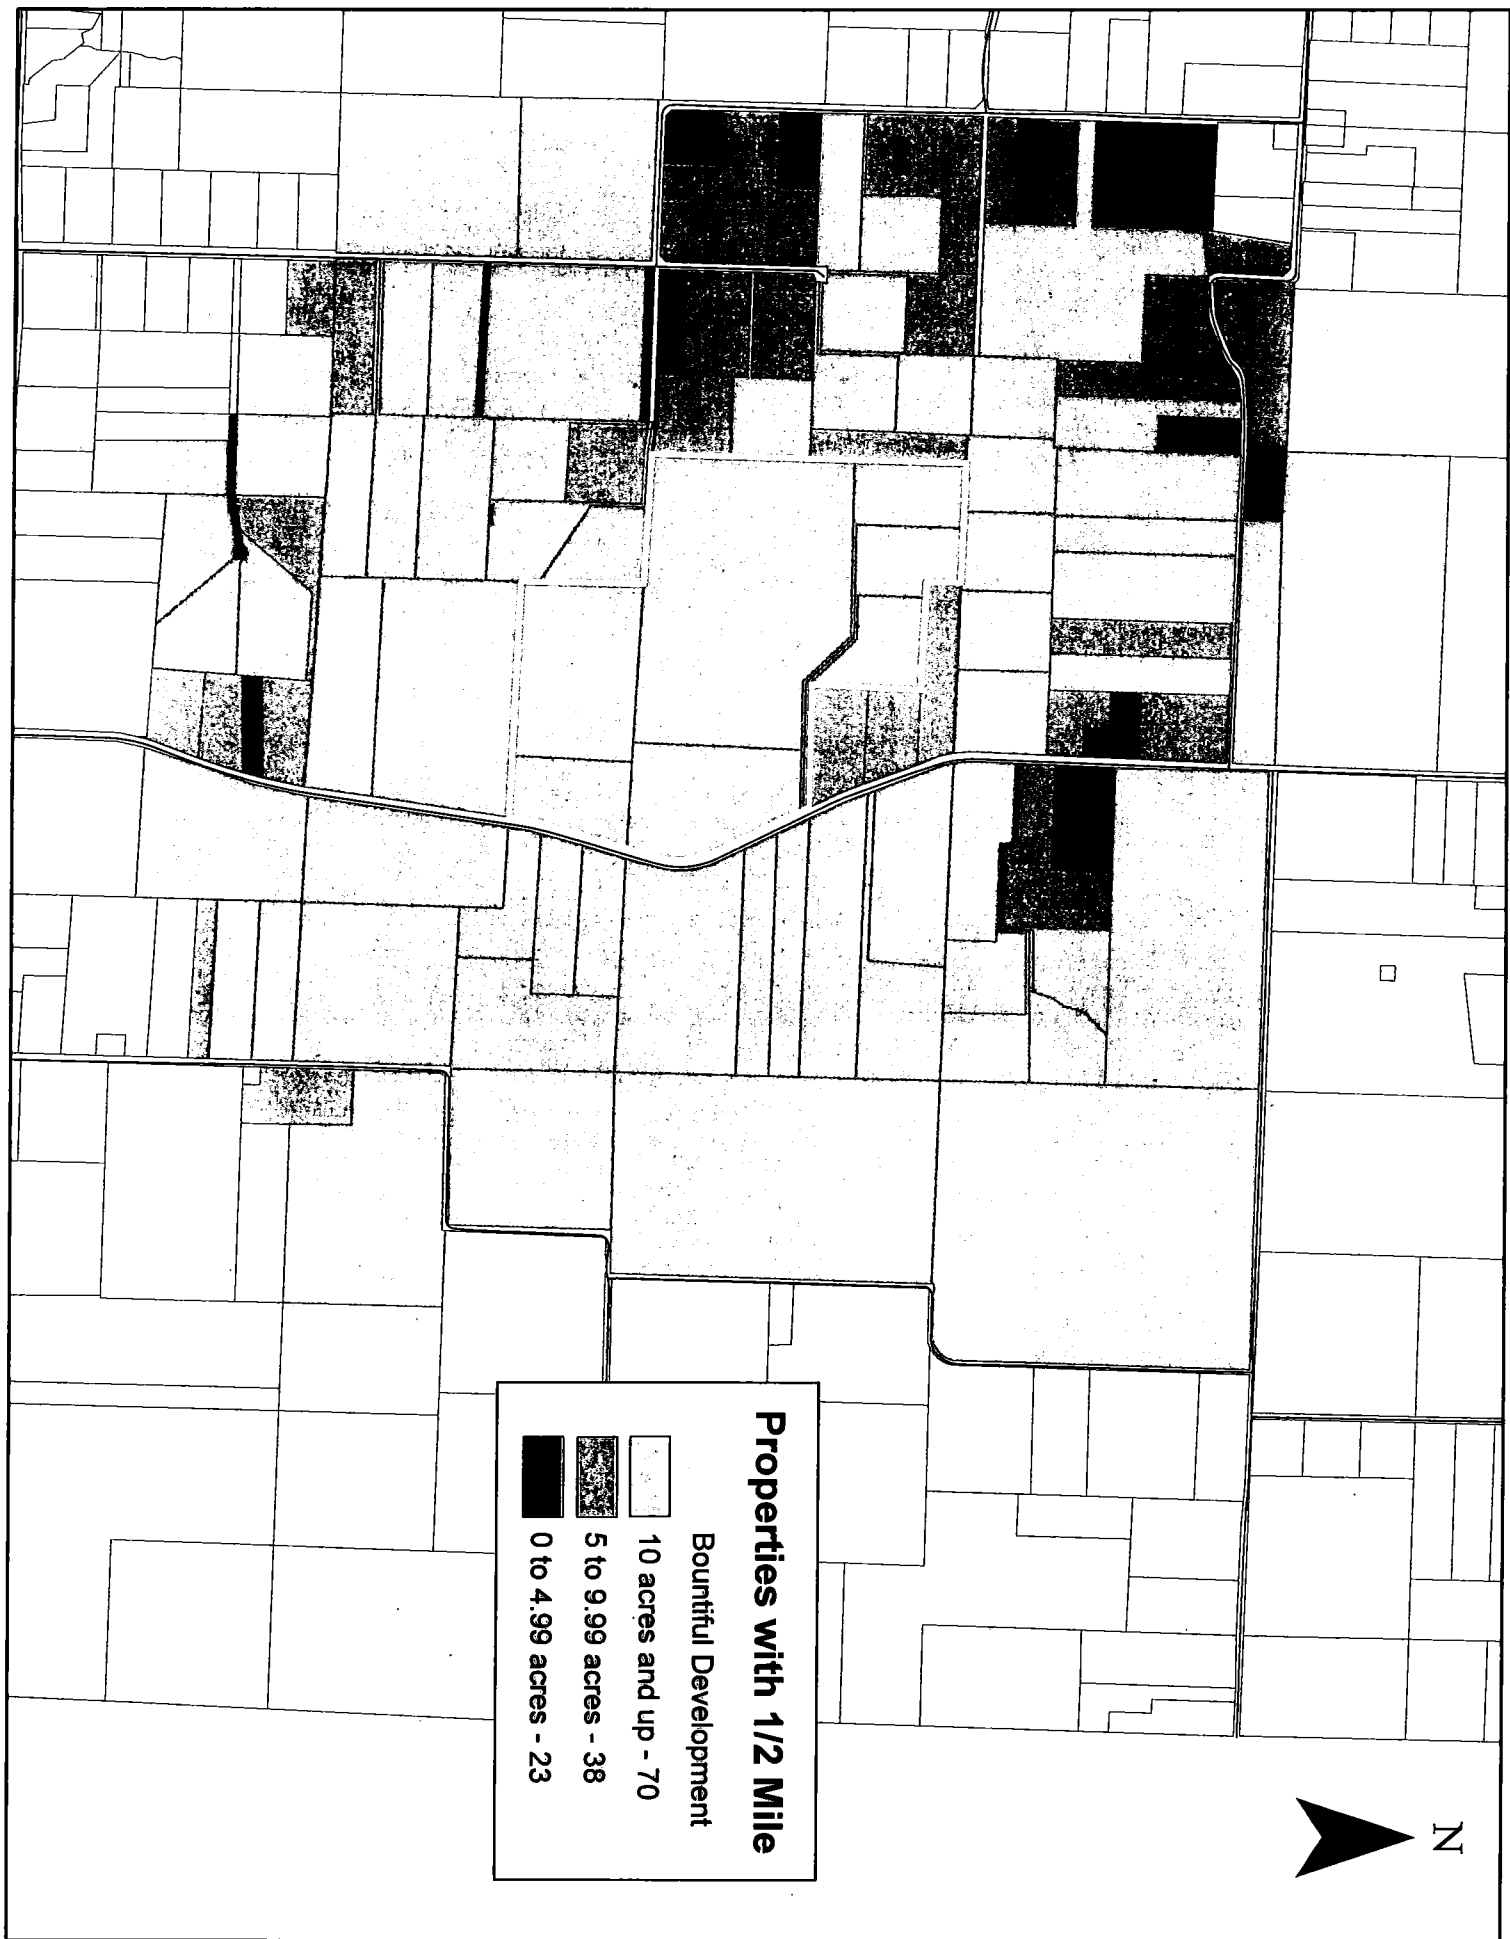 N
Properties with 1/2 Mile
Bountiful Development
10 acres and up - 70
5 to 9.99 acres - 38
0 to 4.99 acres - 23